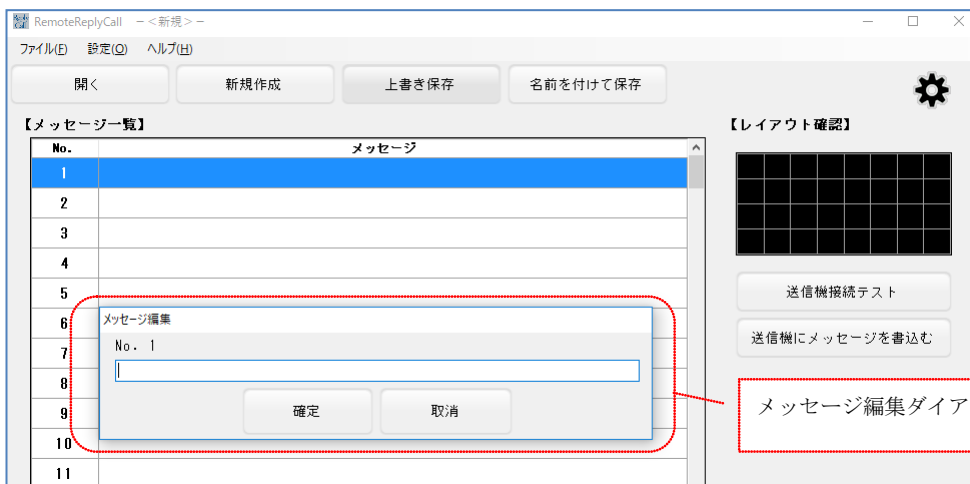 RemoteReplyCall －＜新規＞－
ファイル(F) 設定(O) ヘルプ(H)
開く 新規作成 上書き保存 名前を付けて保存
【メッセージ一覧】
No. メッセージ
1
2
3
4
5
6
7
8
9
10
11
メッセージ編集
No. 1
確定 取消
【レイアウト確認】
送信機接続テスト
送信機にメッセージを書込む
メッセージ編集ダイア